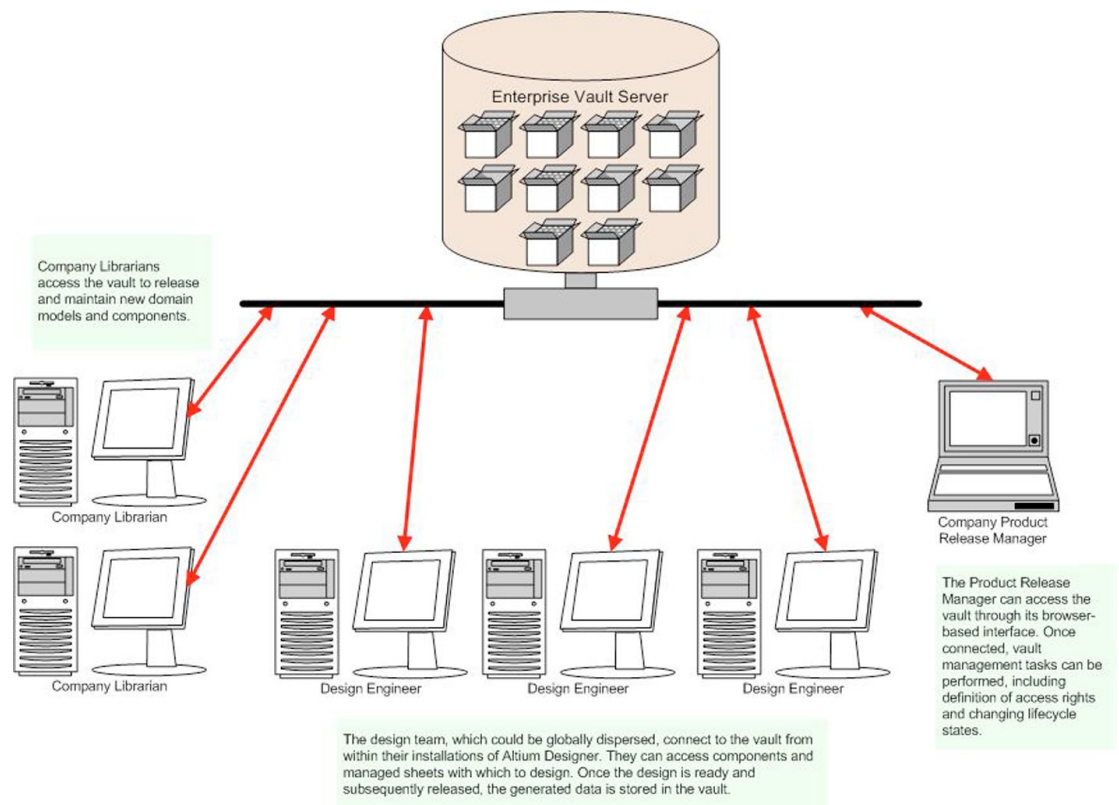 Enterprise Vault Server
Company Librarians
access the vault to release
and maintain new domain
models and components.
Company Librarian
Company Product
Release Manager
Company Librarian
Design Engineer
Design Engineer
Design Engineer
The Product Release
Manager can access the
vault through its browser-
based interface. Once
connected, vault
management tasks can be
performed, including
definition of access rights
and changing lifecycle
states.
The design team, which could be globally dispersed, connect to the vault from
within their installations of Altium Designer. They can access components and
managed sheets with which to design. Once the design is ready and
subsequently released, the generated data is stored in the vault.